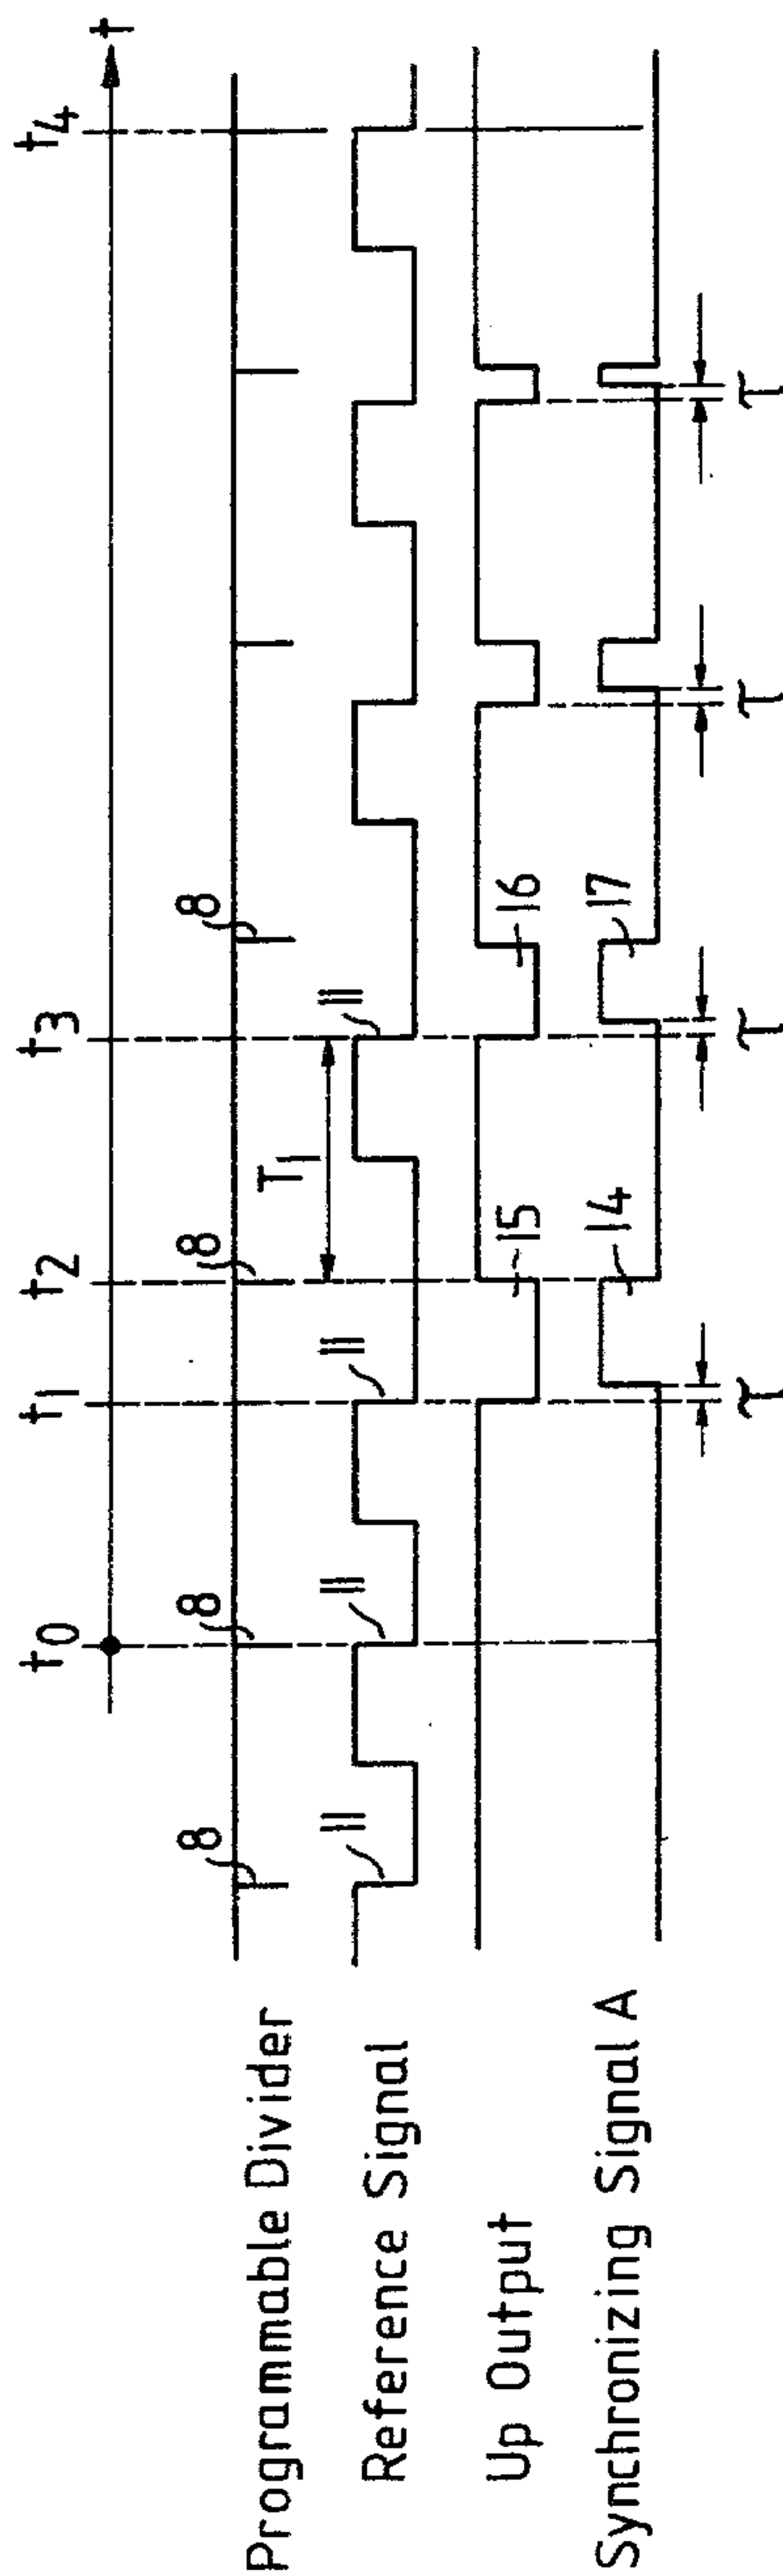 t0 t1 t2 t3 t4 t
Programmable Divider 8 8 8 8
T1
Reference Signal 11 11 11 11
Up Output 15 16
Synchronizing Signal A 14 17
τ τ τ τ